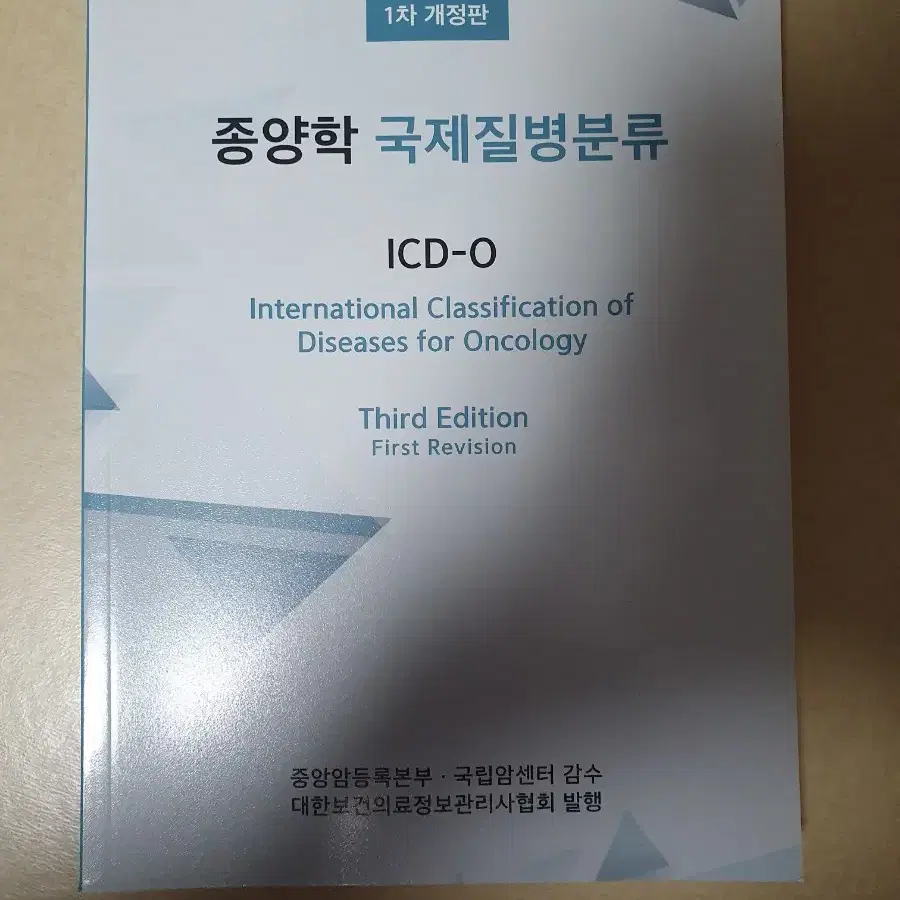 1차 개정판
종양학 국제질병분류
ICD-O
International Classification of
Diseases for Oncology
Third Edition
First Revision
중앙암등록본부 · 국립암센터 감수
대한보건의료정보관리사협회 발행